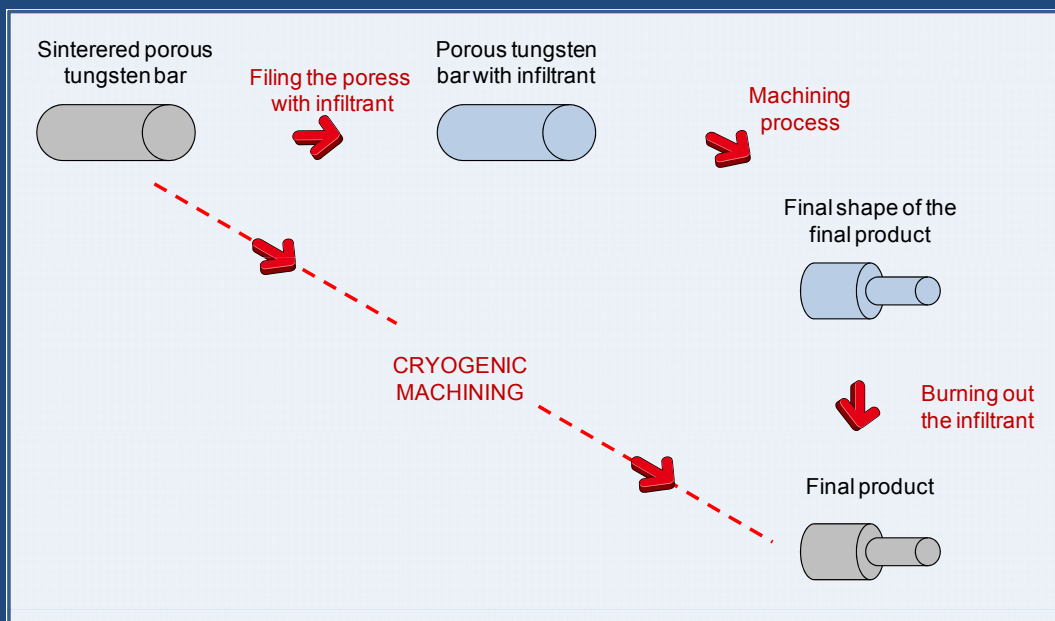 Sinterered porous
tungsten bar
Filing the poress
with infiltrant
Porous tungsten
bar with infiltrant
Machining
process
Final shape of the
final product
CRYOGENIC
MACHINING
Burning out
the infiltrant
Final product